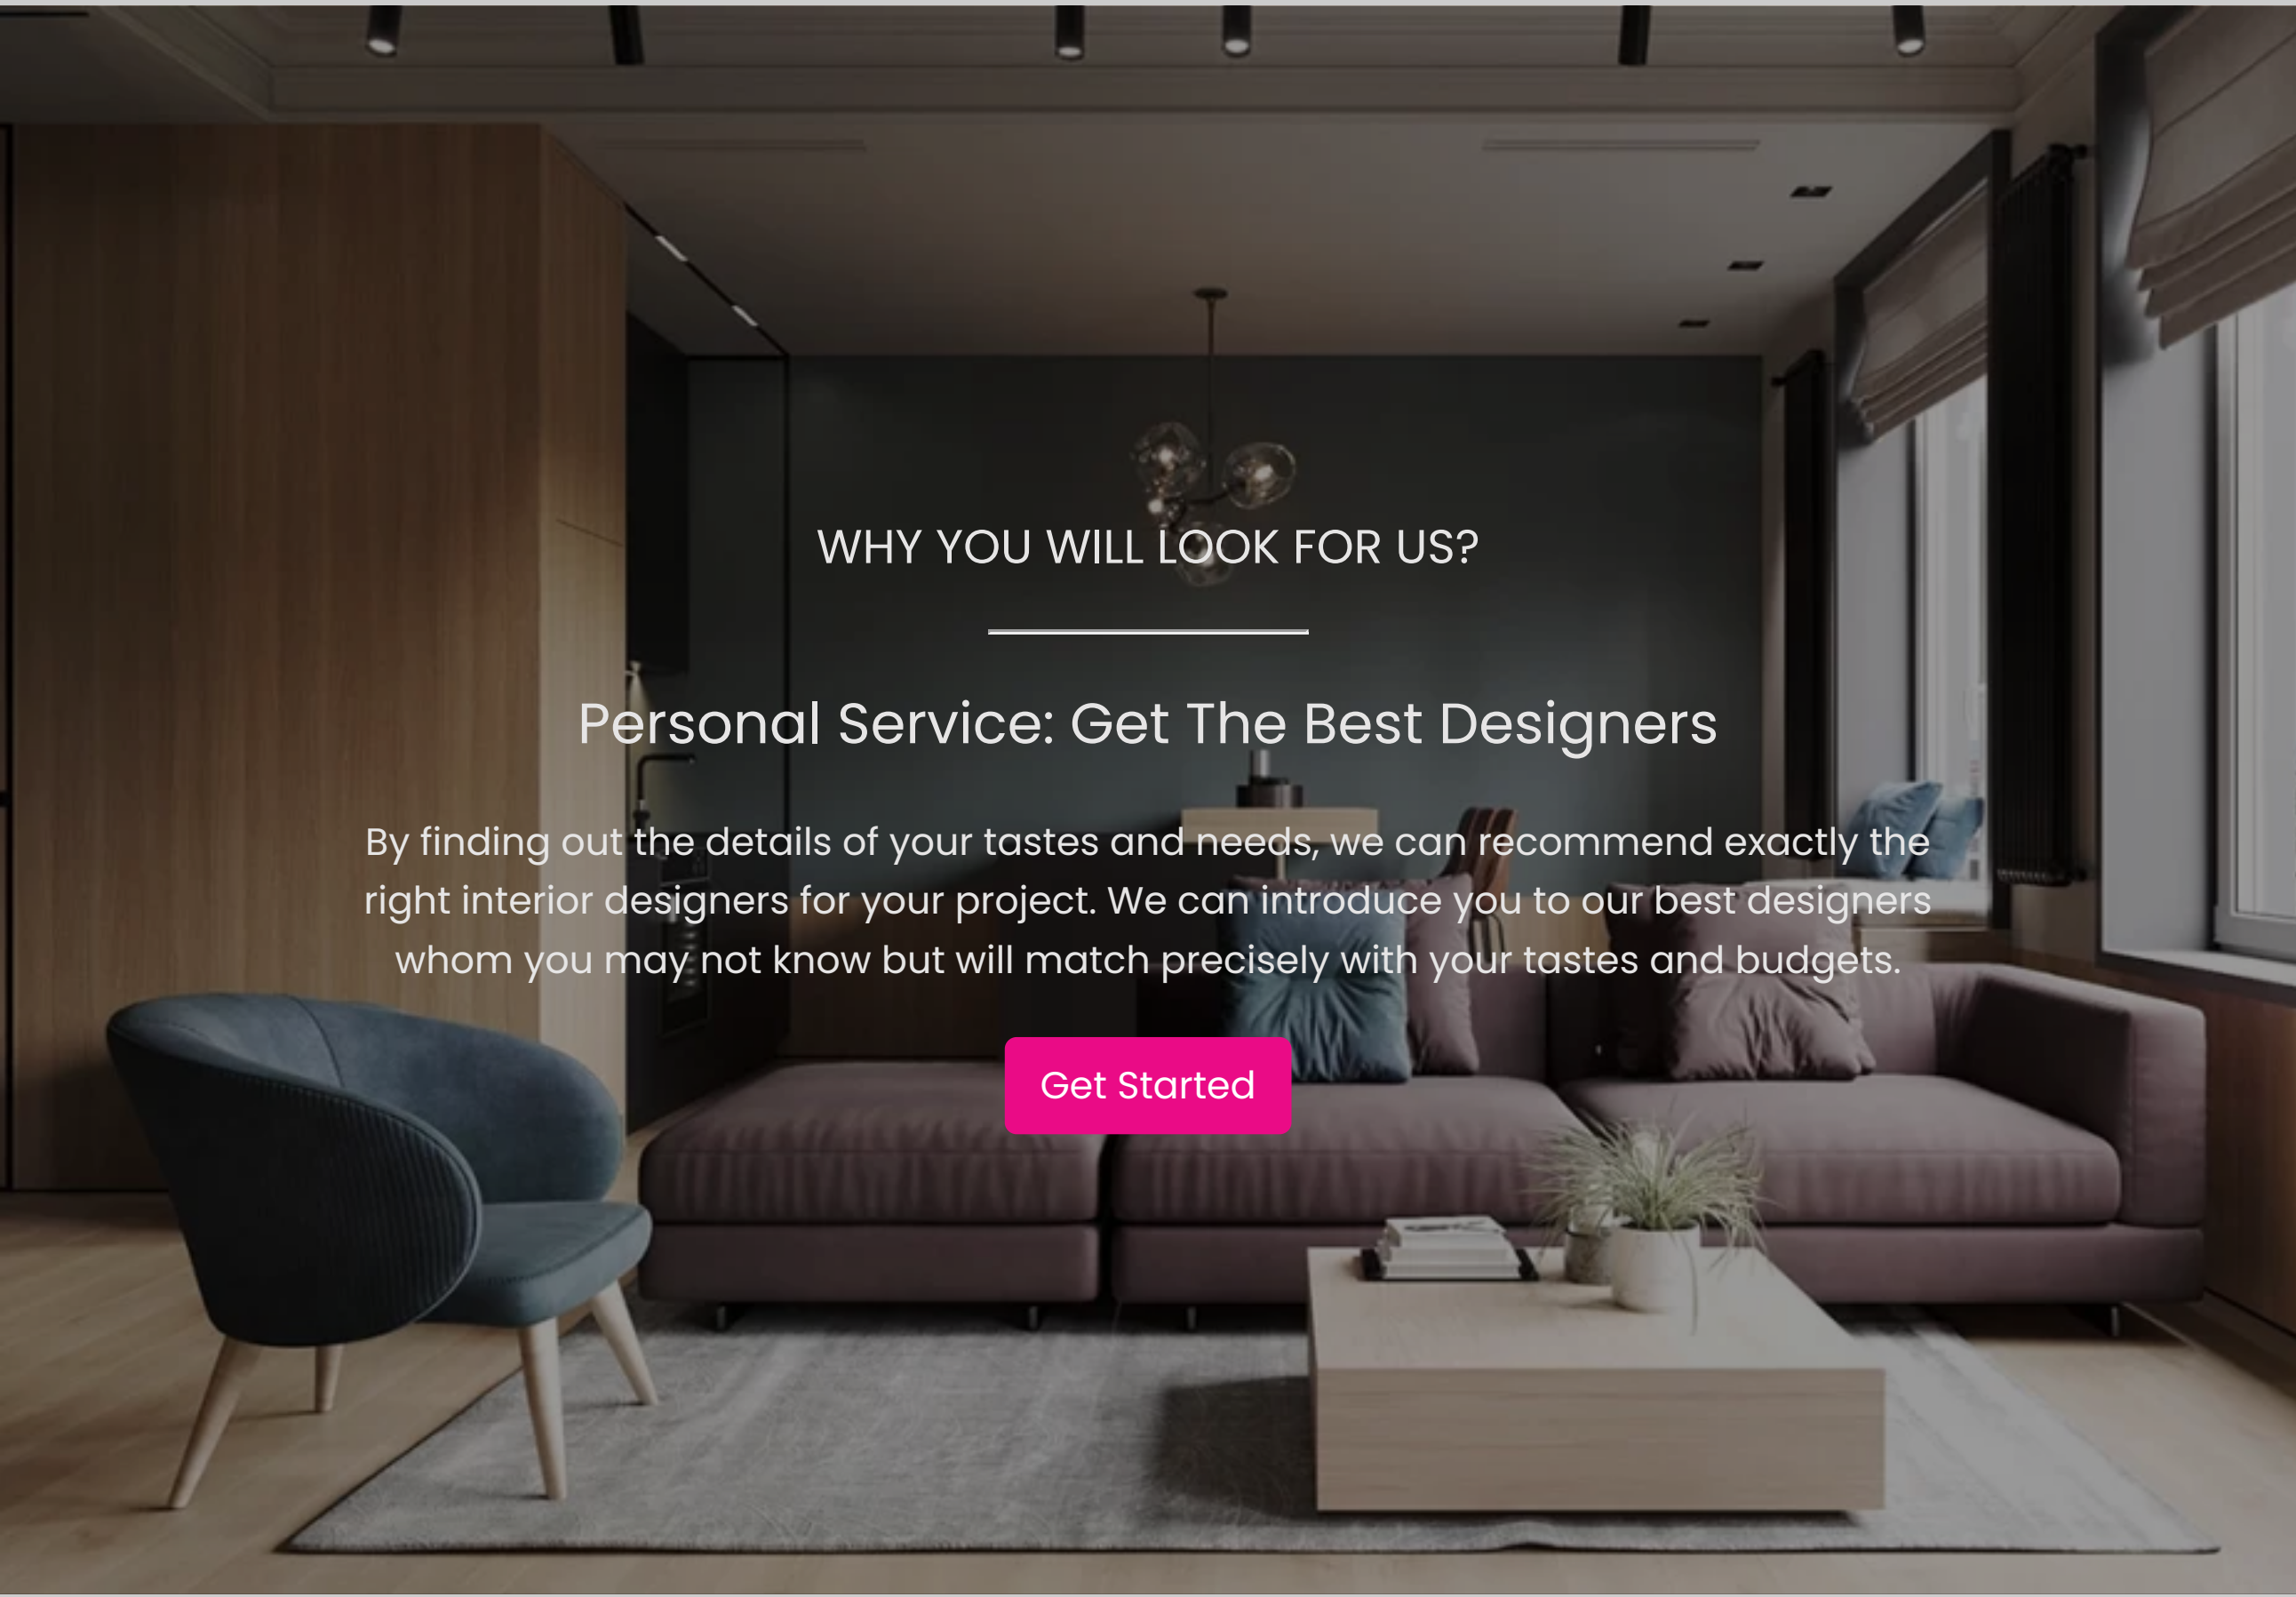 WHY YOU WILL LOOK FOR US?
Personal Service: Get The Best Designers
By finding out the details of your tastes and needs, we can recommend exactly the
right interior designers for your project. We can introduce you to our best designers
whom you may not know but will match precisely with your tastes and budgets.
Get Started